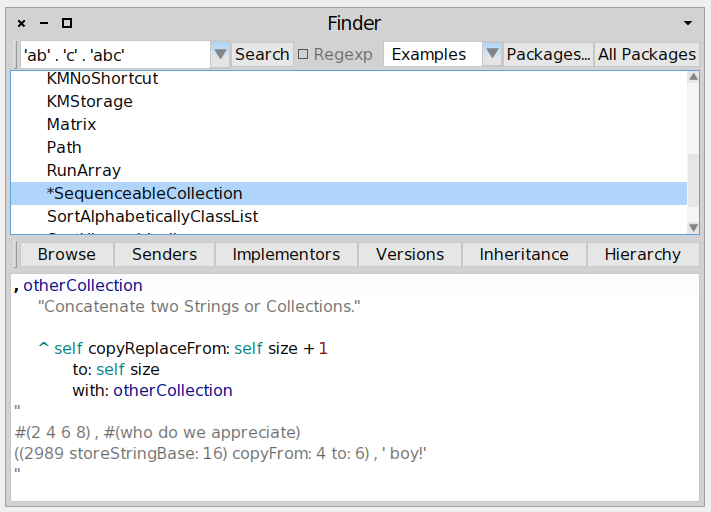 Finder
'ab' . 'c' . 'abc' Search Regexp Examples Packages... All Packages
KMNoShortcut
KMStorage
Matrix
Path
RunArray
*SequenceableCollection
SortAlphabeticallyClassList
Browse Senders Implementors Versions Inheritance Hierarchy
, otherCollection
"Concatenate two Strings or Collections."
^ self copyReplaceFrom: self size + 1
to: self size
with: otherCollection
"
#(2 4 6 8) , #(who do we appreciate)
((2989 storeStringBase: 16) copyFrom: 4 to: 6) , ' boy!'
"